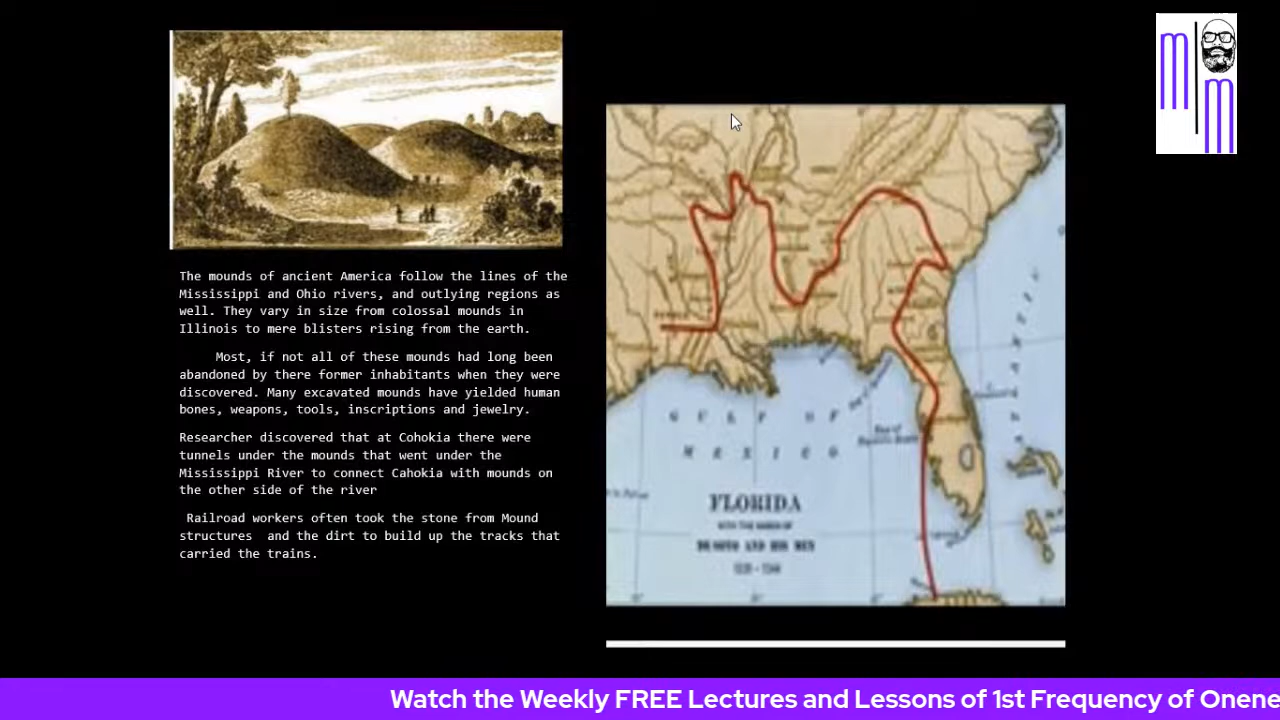 The mounds of ancient America follow the lines of the
Mississippi and Ohio rivers, and outlying regions as
well. They vary in size from colossal mounds in
Illinois to mere blisters rising from the earth.
Most, if not all of these mounds had long been
abandoned by there former inhabitants when they were
discovered. Many excavated mounds have yielded human
bones, weapons, tools, inscriptions and jewelry.
Researcher discovered that at Cohokia there were
tunnels under the mounds that went under the
Mississippi River to connect Cahokia with mounds on
the other side of the river
Railroad workers often took the stone from Mound
structures and the dirt to build up the tracks that
carried the trains.
m
m
GULF OF
MEXICO
FLORIDA
Watch the Weekly FREE Lectures and Lessons of 1st Frequency of Onene